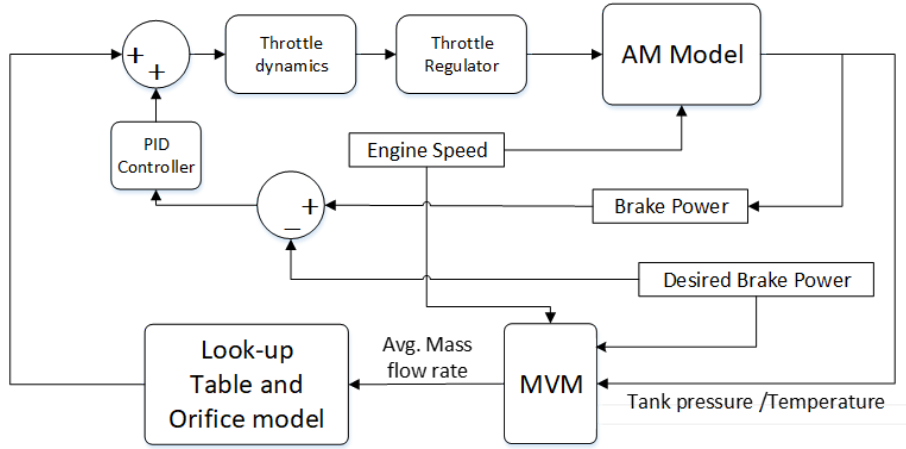 +
+
Throttle
dynamics
Throttle
Regulator
AM Model
PID
Controller
Engine Speed
+
−
Brake Power
Desired Brake Power
Look-up
Table and
Orifice model
Avg. Mass
flow rate
MVM
Tank pressure /Temperature